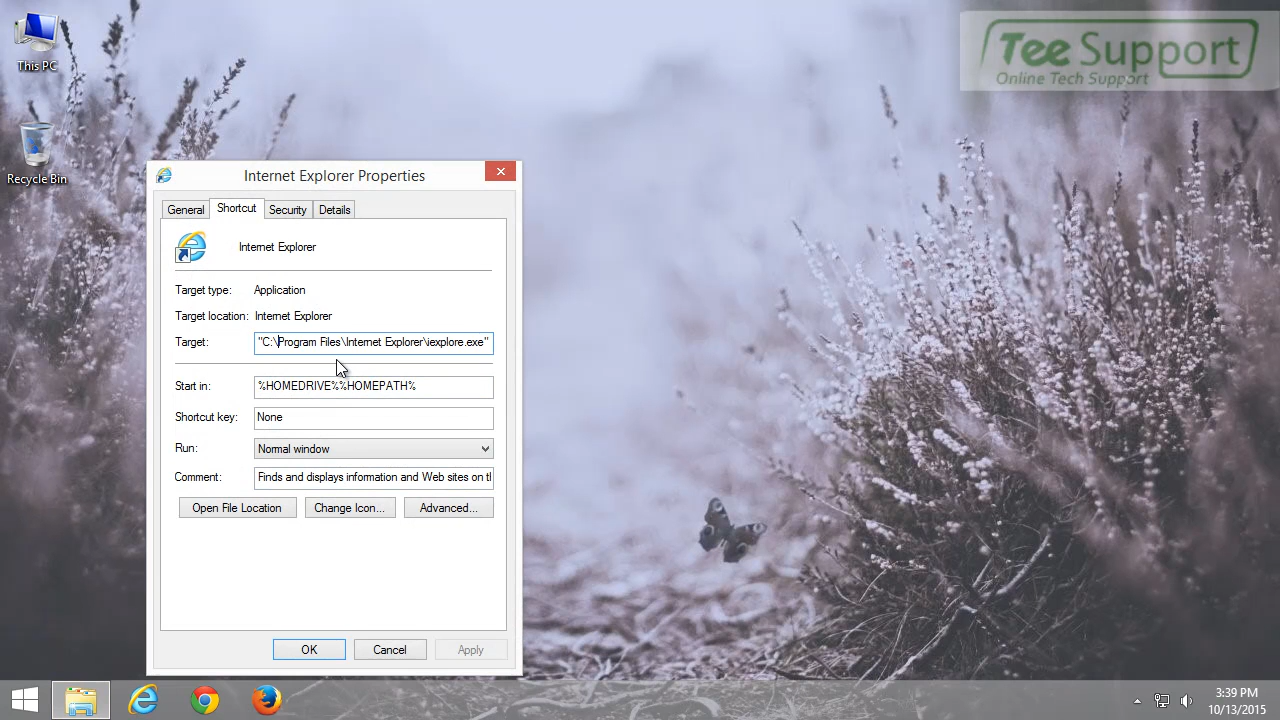 This PC
Recycle Bin
Tee Support
Online Tech Support
Internet Explorer Properties
General Shortcut Security Details
Internet Explorer
Target type: Application
Target location: Internet Explorer
Target: "C:\Program Files\Internet Explorer\iexplore.exe"
Start in: %HOMEDRIVE%%HOMEPATH%
Shortcut key: None
Run: Normal window
Comment: Finds and displays information and Web sites on
Open File Location Change Icon... Advanced...
OK Cancel Apply
3:39 PM
10/13/2015